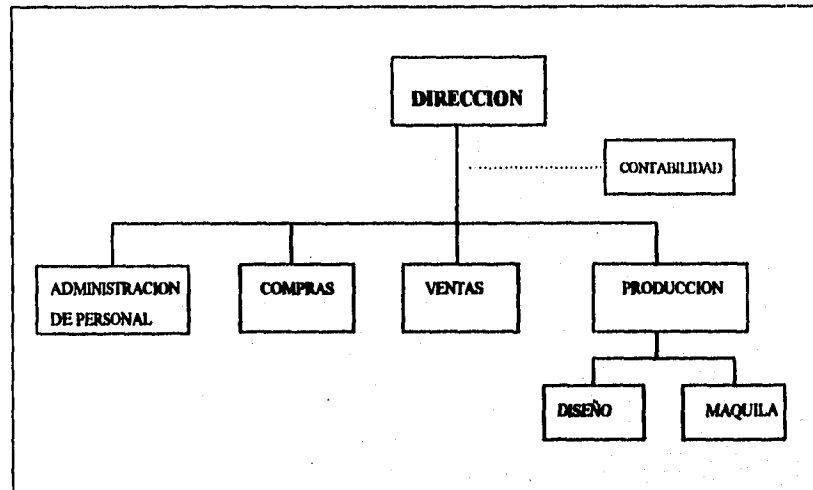 DIRECCION
CONTABILIDAD
ADMINISTRACION
DE PERSONAL
COMPRAS
VENTAS
PRODUCCION
DISEÑO
MAQUILA